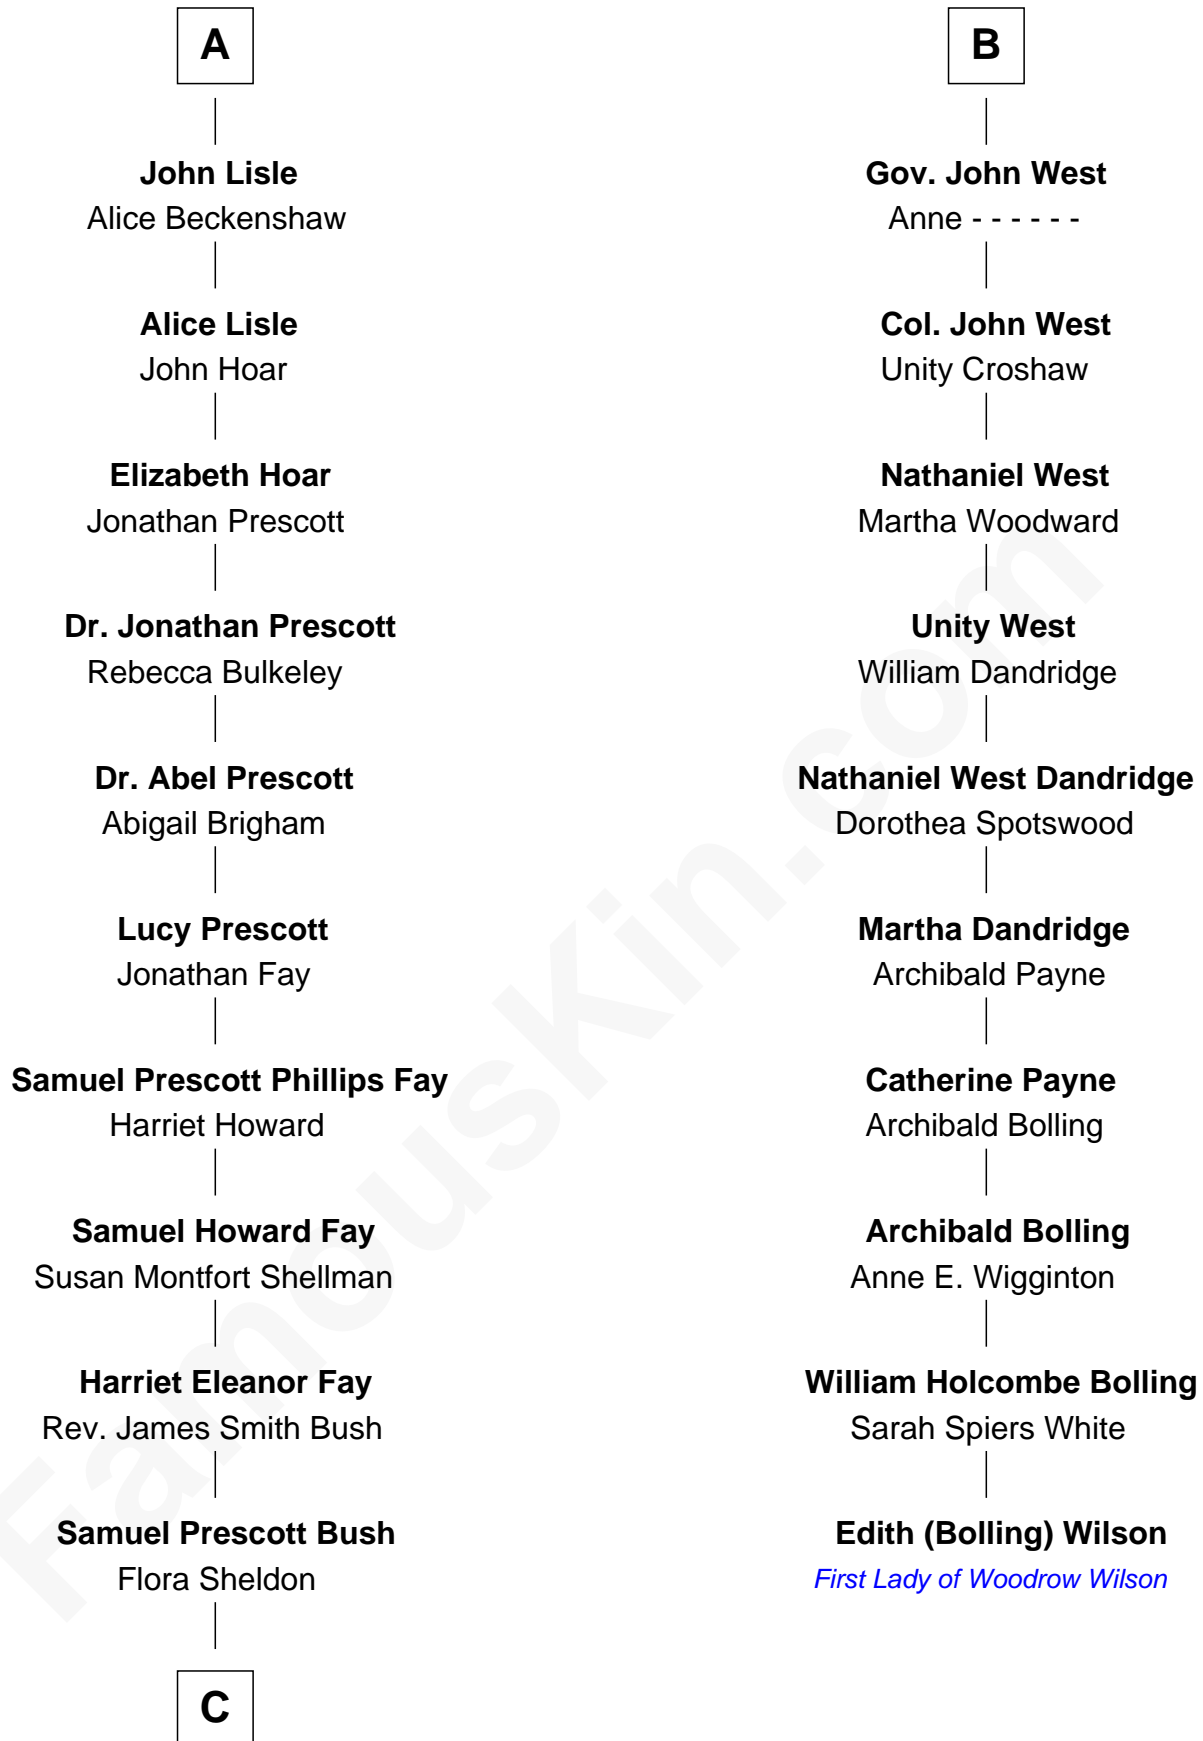 A
John Lisle
Alice Beckenshaw
Alice Lisle
John Hoar
Elizabeth Hoar
Jonathan Prescott
Dr. Jonathan Prescott
Rebecca Bulkeley
Dr. Abel Prescott
Abigail Brigham
Lucy Prescott
Jonathan Fay
Samuel Prescott Phillips Fay
Harriet Howard
Samuel Howard Fay
Susan Montfort Shellman
Harriet Eleanor Fay
Rev. James Smith Bush
Samuel Prescott Bush
Flora Sheldon
C
B
Gov. John West
Anne - - - - - -
Col. John West
Unity Croshaw
Nathaniel West
Martha Woodward
Unity West
William Dandridge
Nathaniel West Dandridge
Dorothea Spotswood
Martha Dandridge
Archibald Payne
Catherine Payne
Archibald Bolling
Archibald Bolling
Anne E. Wigginton
William Holcombe Bolling
Sarah Spiers White
Edith (Bolling) Wilson
First Lady of Woodrow Wilson
FamousKin.com